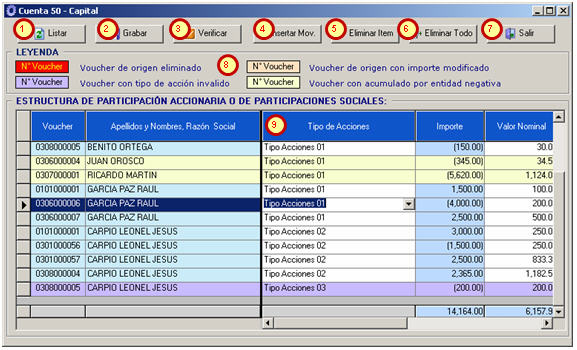 Cuenta 50 - Capital
1 Listar 2 Grabar 3 Verificar 4 Insertar Mov. 5 Eliminar Item 6 Eliminar Todo 7 Salir
LEYENDA
N° Voucher Voucher de origen eliminado 8 N° Voucher Voucher de origen con importe modificado
N° Voucher Voucher con tipo de acción invalido N° Voucher Voucher con acumulado por entidad negativa
ESTRUCTURA DE PARTICIPACIÓN ACCIONARIA O DE PARTICIPACIONES SOCIALES:
9
Voucher Apellidos y Nombres, Razón Social Tipo de Acciones Importe Valor Nominal
0308000005 BENITO ORTEGA Tipo Acciones 01 (150.00) 30.0
0306000004 JUAN OROSCO Tipo Acciones 01 (345.00) 34.5
0307000001 RICARDO MARTIN Tipo Acciones 01 (5,620.00) 1,124.0
0101000001 GARCIA PAZ RAUL Tipo Acciones 01 1,500.00 100.0
0306000006 GARCIA PAZ RAUL Tipo Acciones 01 (4,000.00) 200.0
0306000007 GARCIA PAZ RAUL Tipo Acciones 01 2,500.00 500.0
0101000001 CARPIO LEONEL JESUS Tipo Acciones 02 3,000.00 250.0
0301000056 CARPIO LEONEL JESUS Tipo Acciones 02 (1,500.00) 250.0
0301000057 CARPIO LEONEL JESUS Tipo Acciones 02 2,500.00 833.3
0308000004 CARPIO LEONEL JESUS Tipo Acciones 02 2,365.00 1,182.5
0308000005 CARPIO LEONEL JESUS Tipo Acciones 03 (200.00) 200.0
14,164.00 6,157.9